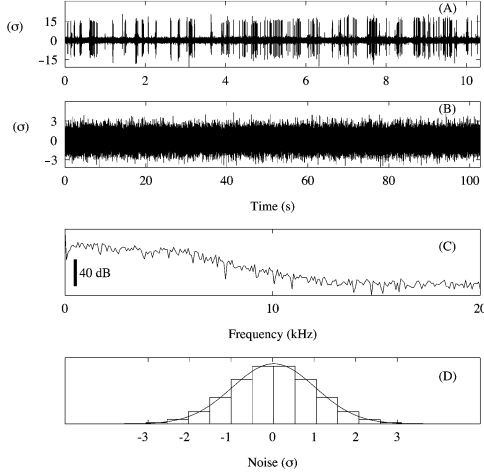 (σ)
15
0
−15
(A)
0 2 4 6 8 10
(σ)
3
0
−3
(B)
0 20 40 60 80 100
Time (s)
(C)
40 dB
0 10 20
Frequency (kHz)
(D)
-3 -2 -1 0 1 2 3
Noise (σ)